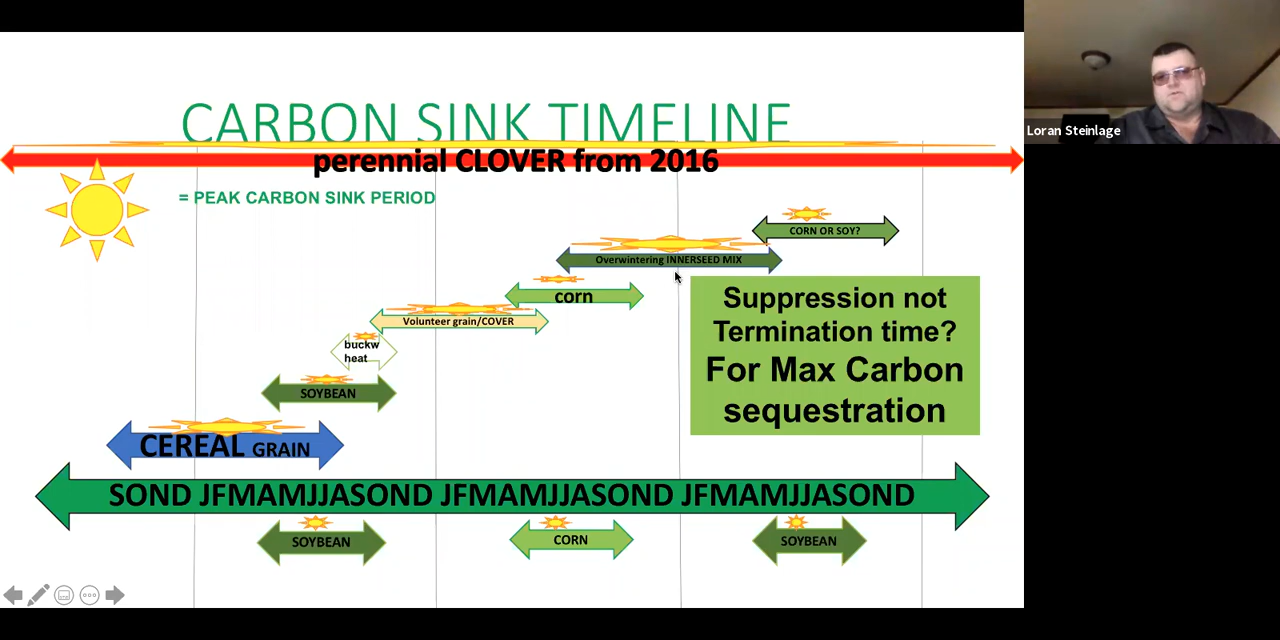 CARBON SINK TIMELINE
perennial CLOVER from 2016
= PEAK CARBON SINK PERIOD
CORN OR SOY?
Overwintering INNERSEED MIX
corn
Volunteer grain/COVER
buckw
heat
SOYBEAN
CEREAL GRAIN
Suppression not
Termination time?
For Max Carbon
sequestration
SOND JFMAMJJASOND JFMAMJJASOND JFMAMJJASOND
SOYBEAN
CORN
SOYBEAN
Loran Steinlage